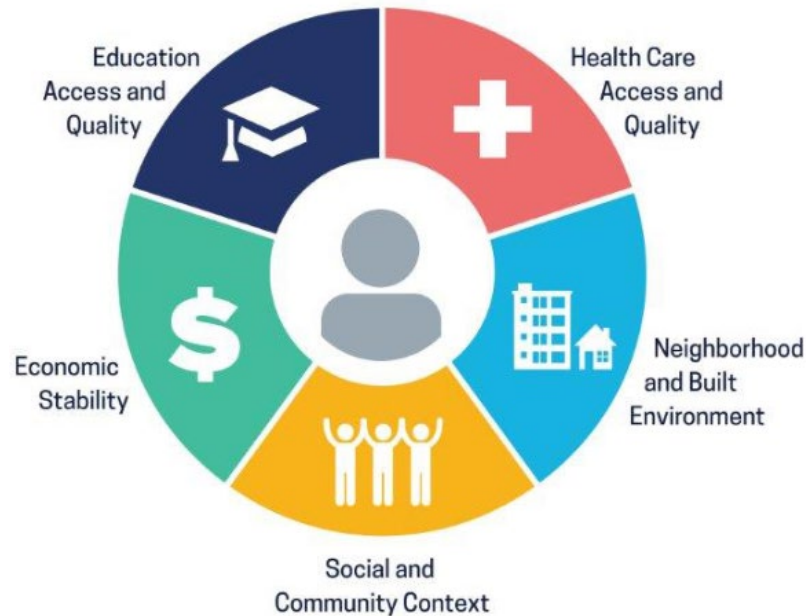 Education
Access and
Quality
Health Care
Access and
Quality
Economic
Stability
Neighborhood
and Built
Environment
Social and
Community Context